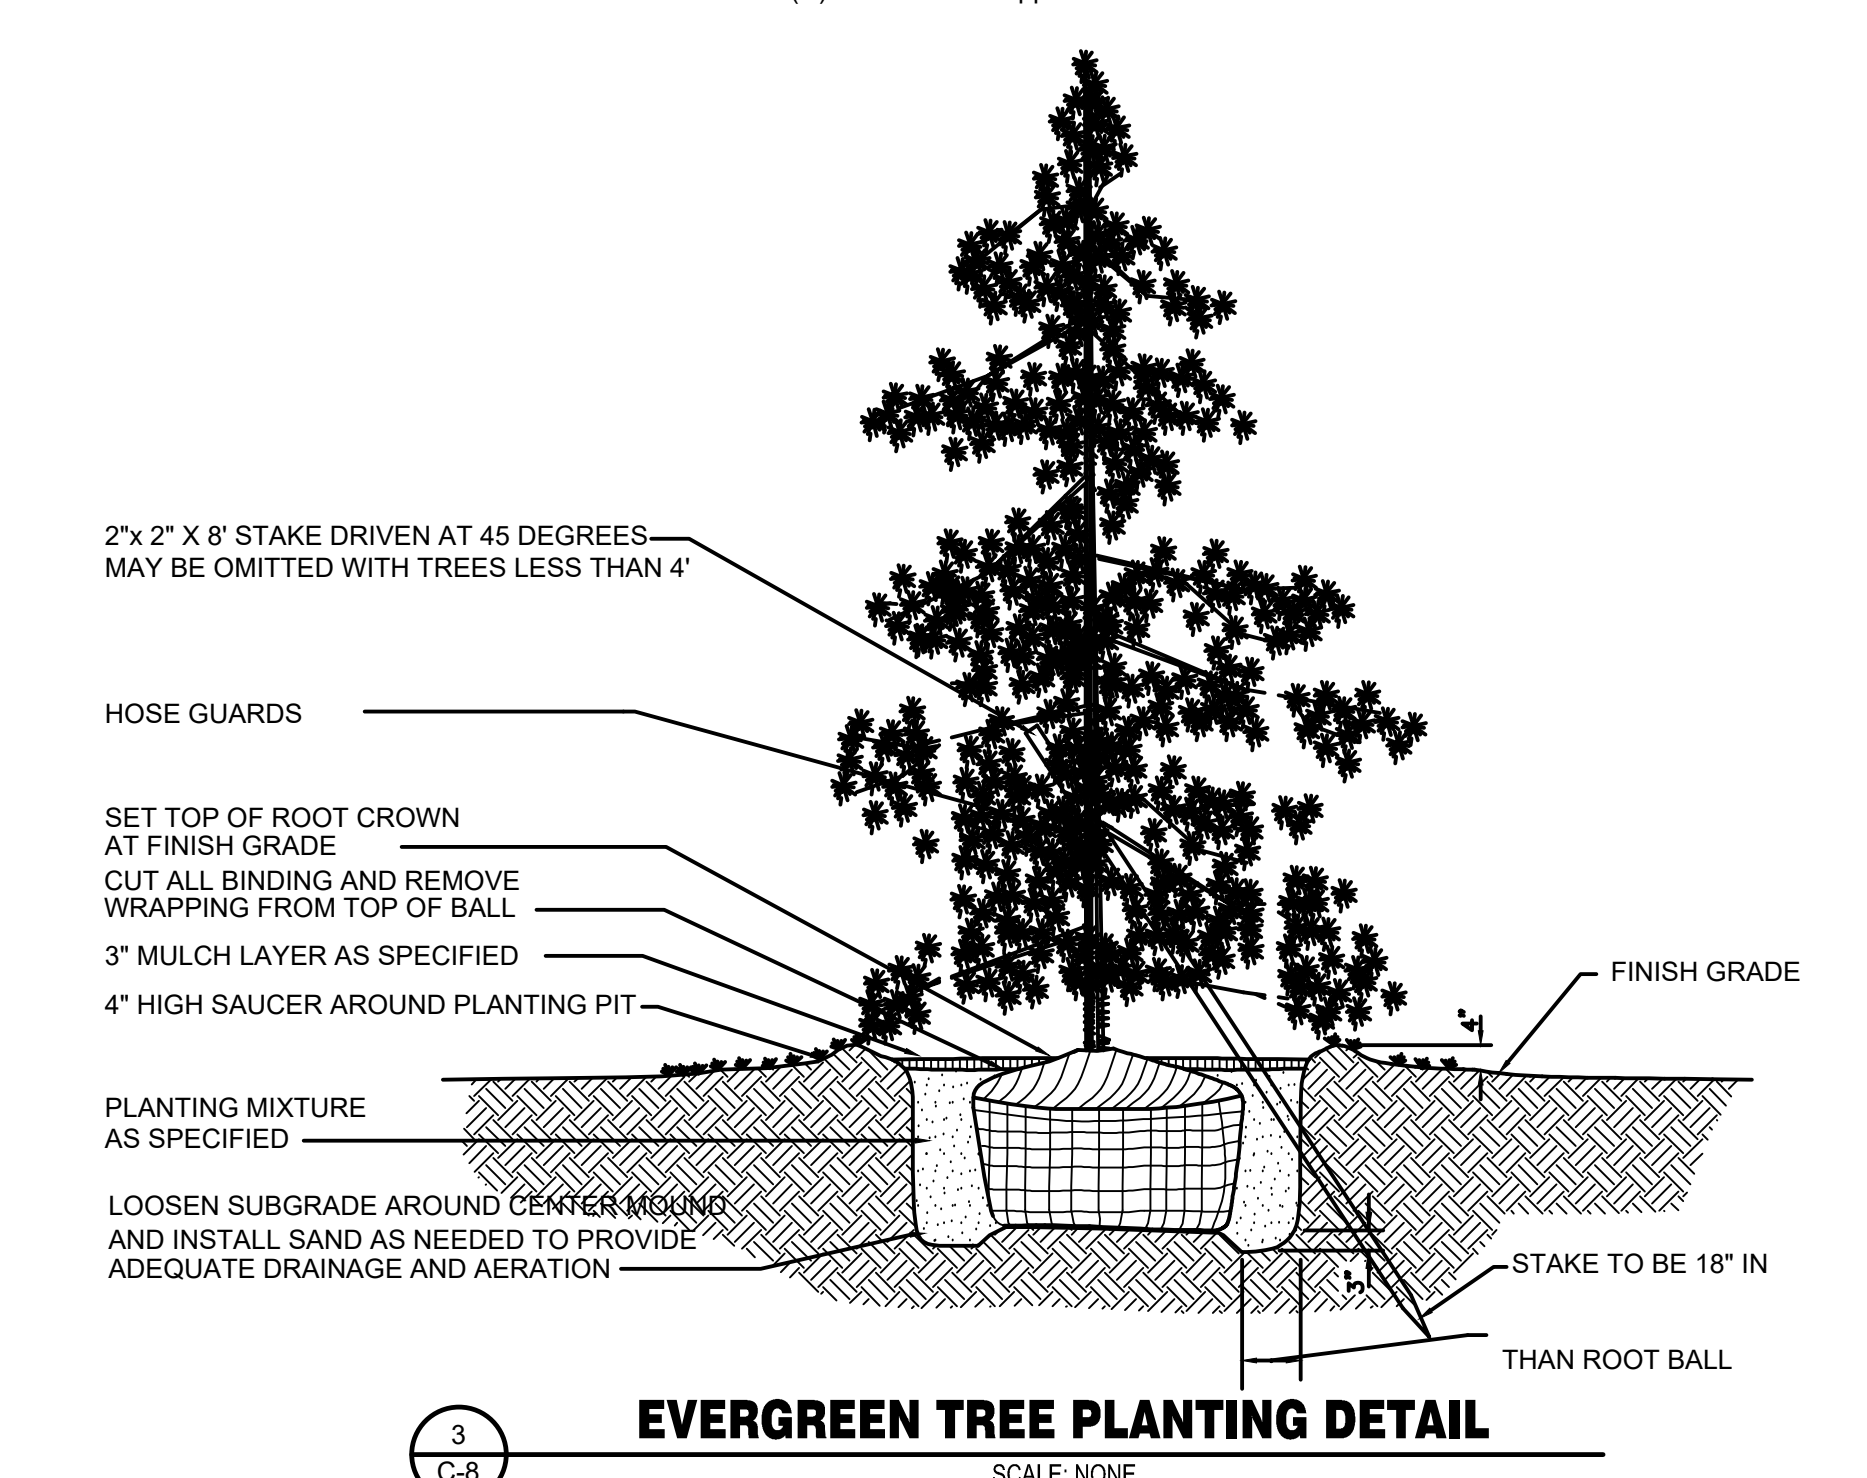 2"x 2" X 8' STAKE DRIVEN AT 45 DEGREES
MAY BE OMITTED WITH TREES LESS THAN 4'
HOSE GUARDS
SET TOP OF ROOT CROWN
AT FINISH GRADE
CUT ALL BINDING AND REMOVE
WRAPPING FROM TOP OF BALL
3" MULCH LAYER AS SPECIFIED
4" HIGH SAUCER AROUND PLANTING PIT
FINISH GRADE
4"
PLANTING MIXTURE
AS SPECIFIED
LOOSEN SUBGRADE AROUND CENTER MOUND
AND INSTALL SAND AS NEEDED TO PROVIDE
ADEQUATE DRAINAGE AND AERATION
3"
STAKE TO BE 18" IN
THAN ROOT BALL
EVERGREEN TREE PLANTING DETAIL
3
C-8
SCALE: NONE